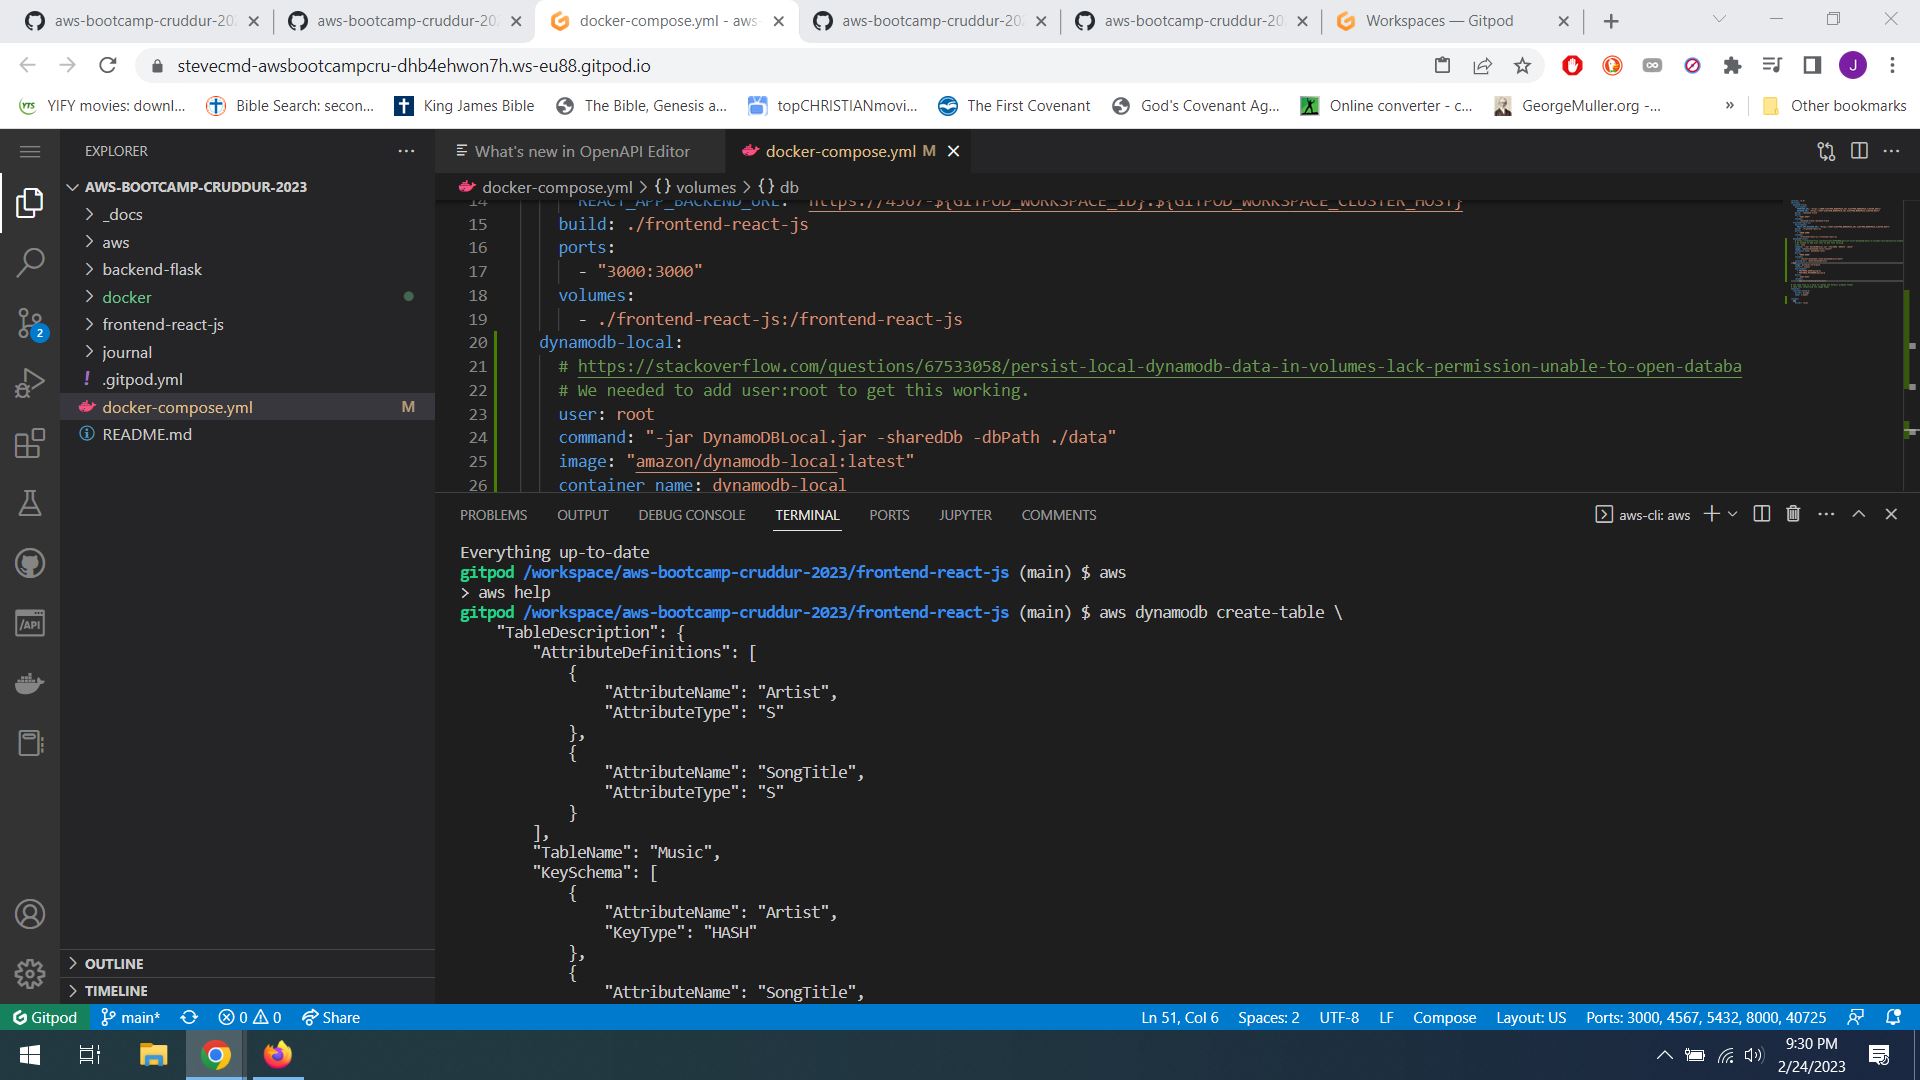 aws-bootcamp-cruddur-202
aws-bootcamp-cruddur-202
docker-compose.yml - aws-
aws-bootcamp-cruddur-202
aws-bootcamp-cruddur-20
Workspaces — Gitpod
stevecmd-awsbootcampcru-dhb4ehwon7h.ws-eu88.gitpod.io
J
YTS
YIFY movies: downl...
Bible Search: secon...
King James Bible
The Bible, Genesis a...
topCHRISTIANmovi...
The First Covenant
God's Covenant Ag...
Online converter - c...
GeorgeMuller.org -...
»
Other bookmarks
EXPLORER
What's new in OpenAPI Editor
docker-compose.yml M
AWS-BOOTCAMP-CRUDDUR-2023
docker-compose.yml > {} volumes > {} db
_docs
aws
backend-flask
docker
frontend-react-js
journal
! .gitpod.yml
docker-compose.yml M
README.md
2
/API
14 REACT_APP_BACKEND_URL: "https://4567-${GITPOD_WORKSPACE_ID}.${GITPOD_WORKSPACE_CLUSTER_HOST}
15 build: ./frontend-react-js
16 ports:
17 - "3000:3000"
18 volumes:
19 - ./frontend-react-js:/frontend-react-js
20 dynamodb-local:
21 # https://stackoverflow.com/questions/67533058/persist-local-dynamodb-data-in-volumes-lack-permission-unable-to-open-databa
22 # We needed to add user:root to get this working.
23 user: root
24 command: "-jar DynamoDBLocal.jar -sharedDb -dbPath ./data"
25 image: "amazon/dynamodb-local:latest"
26 container_name: dynamodb-local
PROBLEMS OUTPUT DEBUG CONSOLE TERMINAL PORTS JUPYTER COMMENTS
aws-cli: aws
Everything up-to-date
gitpod /workspace/aws-bootcamp-cruddur-2023/frontend-react-js (main) $ aws
> aws help
gitpod /workspace/aws-bootcamp-cruddur-2023/frontend-react-js (main) $ aws dynamodb create-table \
"TableDescription": {
"AttributeDefinitions": [
{
"AttributeName": "Artist",
"AttributeType": "S"
},
{
"AttributeName": "SongTitle",
"AttributeType": "S"
}
],
"TableName": "Music",
"KeySchema": [
{
"AttributeName": "Artist",
"KeyType": "HASH"
},
{
"AttributeName": "SongTitle",
OUTLINE
TIMELINE
Gitpod
main*
0 0
Share
Ln 51, Col 6
Spaces: 2
UTF-8
LF
Compose
Layout: US
Ports: 3000, 4567, 5432, 8000, 40725
9:30 PM
2/24/2023